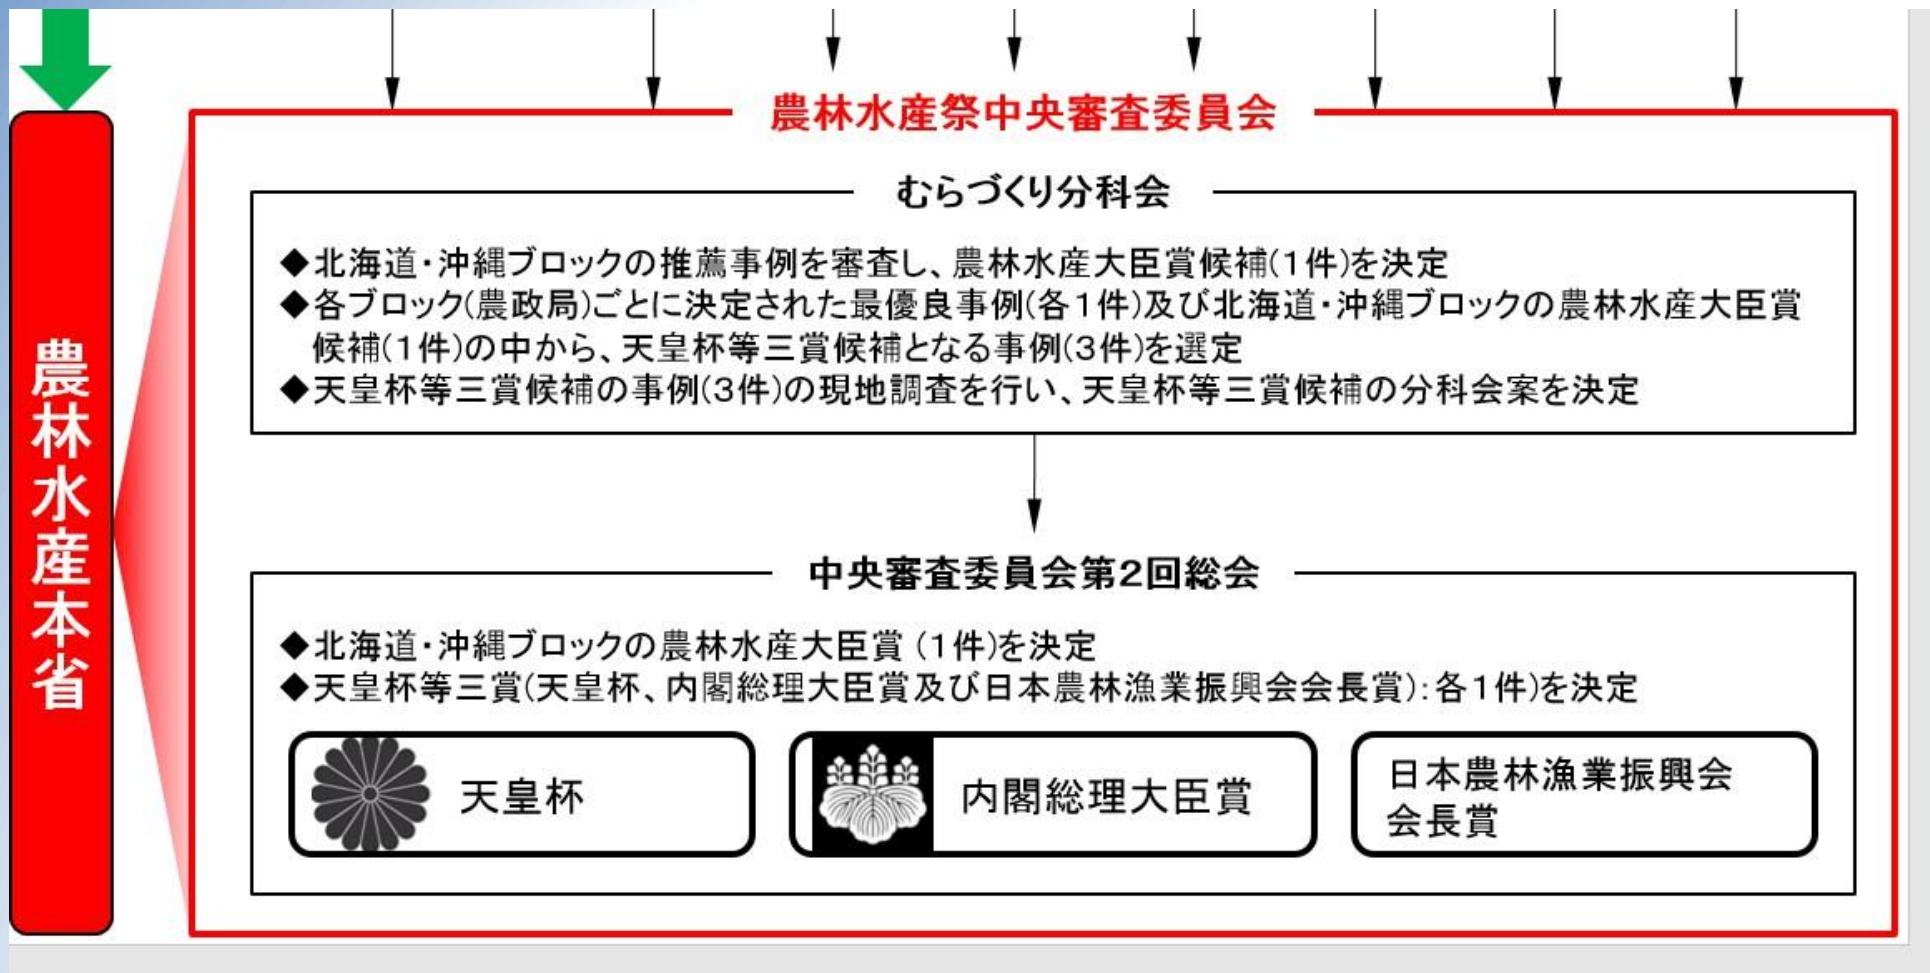 農林水産本省
農林水産祭中央審査委員会
むらづくり分科会
◆北海道・沖縄ブロックの推薦事例を審査し、農林水産大臣賞候補(1件)を決定
◆各ブロック(農政局)ごとに決定された最優良事例(各1件)及び北海道・沖縄ブロックの農林水産大臣賞
候補(1件)の中から、天皇杯等三賞候補となる事例(3件)を選定
◆天皇杯等三賞候補の事例(3件)の現地調査を行い、天皇杯等三賞候補の分科会案を決定
中央審査委員会第2回総会
◆北海道・沖縄ブロックの農林水産大臣賞 (1件)を決定
◆天皇杯等三賞(天皇杯、内閣総理大臣賞及び日本農林漁業振興会会長賞):各1件)を決定
天皇杯
内閣総理大臣賞
日本農林漁業振興会
会長賞